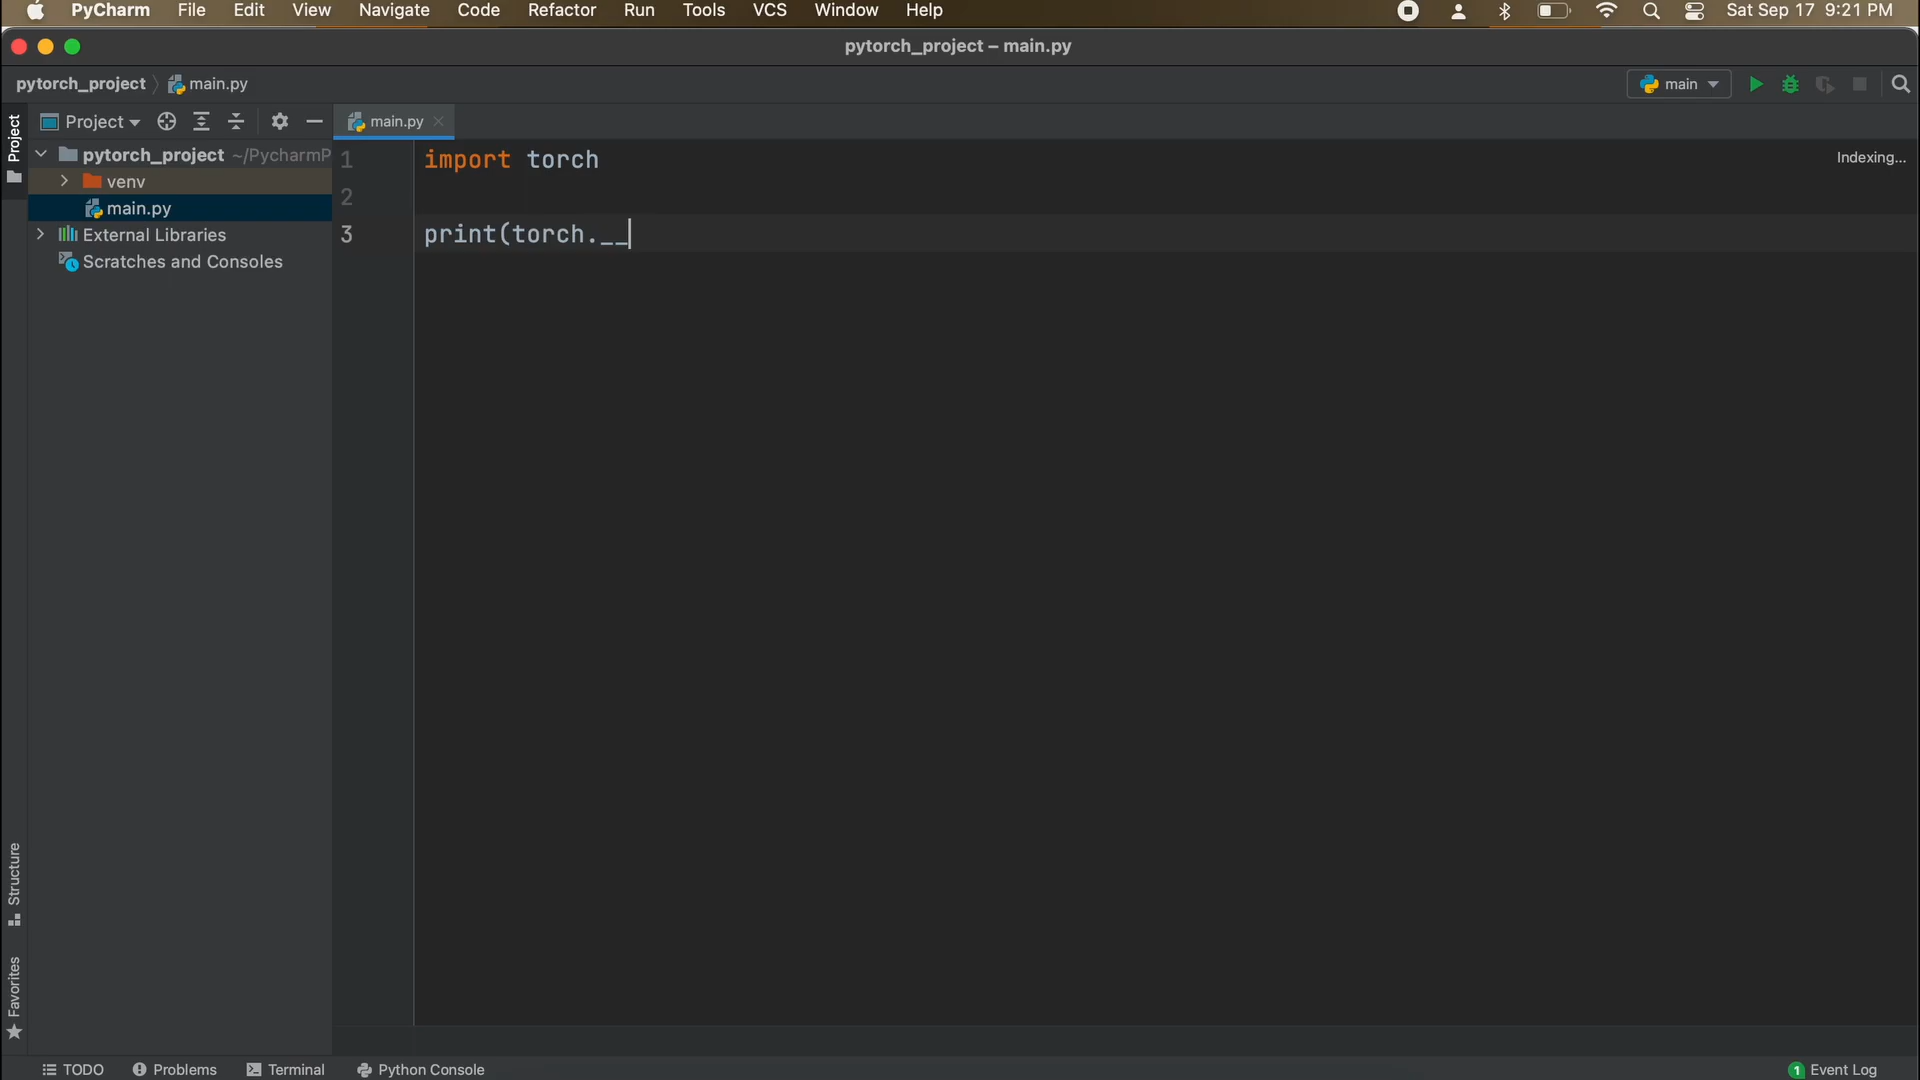 PyCharm File Edit View Navigate Code Refactor Run Tools VCS Window Help Sat Sep 17 9:21 PM
pytorch_project – main.py
pytorch_project main.py main
Project Project main.py
pytorch_project ~/PycharmP
venv
main.py
External Libraries
Scratches and Consoles
1 import torch
2
3 print(torch.__
Indexing...
Structure
Favorites
TODO Problems Terminal Python Console 1 Event Log